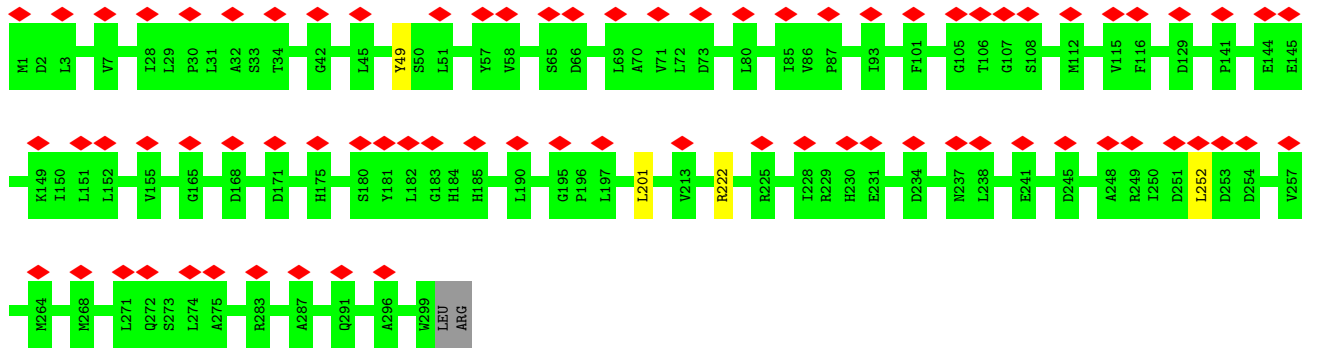 M1 D2 L3 V7 I28 L29 P30 L31 A32 S33 T34 G42 L45 Y49 S50 L51 Y57 V58 S65 D66 L69 A70 V71 L72 D73 L80 I85 V86 P87 I93 F101 G105 T106 G107 S108 M112 V115 F116 D129 P141 E144 E145
K149 I150 L151 L152 V155 G165 D168 D171 H175 S180 Y181 L182 G183 H184 H185 L190 G195 P196 L197 L201 V213 R222 R225 I228 R229 H230 E231 D234 N237 L238 E241 D245 A248 R249 I250 D251 L252 D253 D254 V257
M264 M268 L271 Q272 S273 L274 A275 R283 A287 Q291 A296 W299 LEU ARG